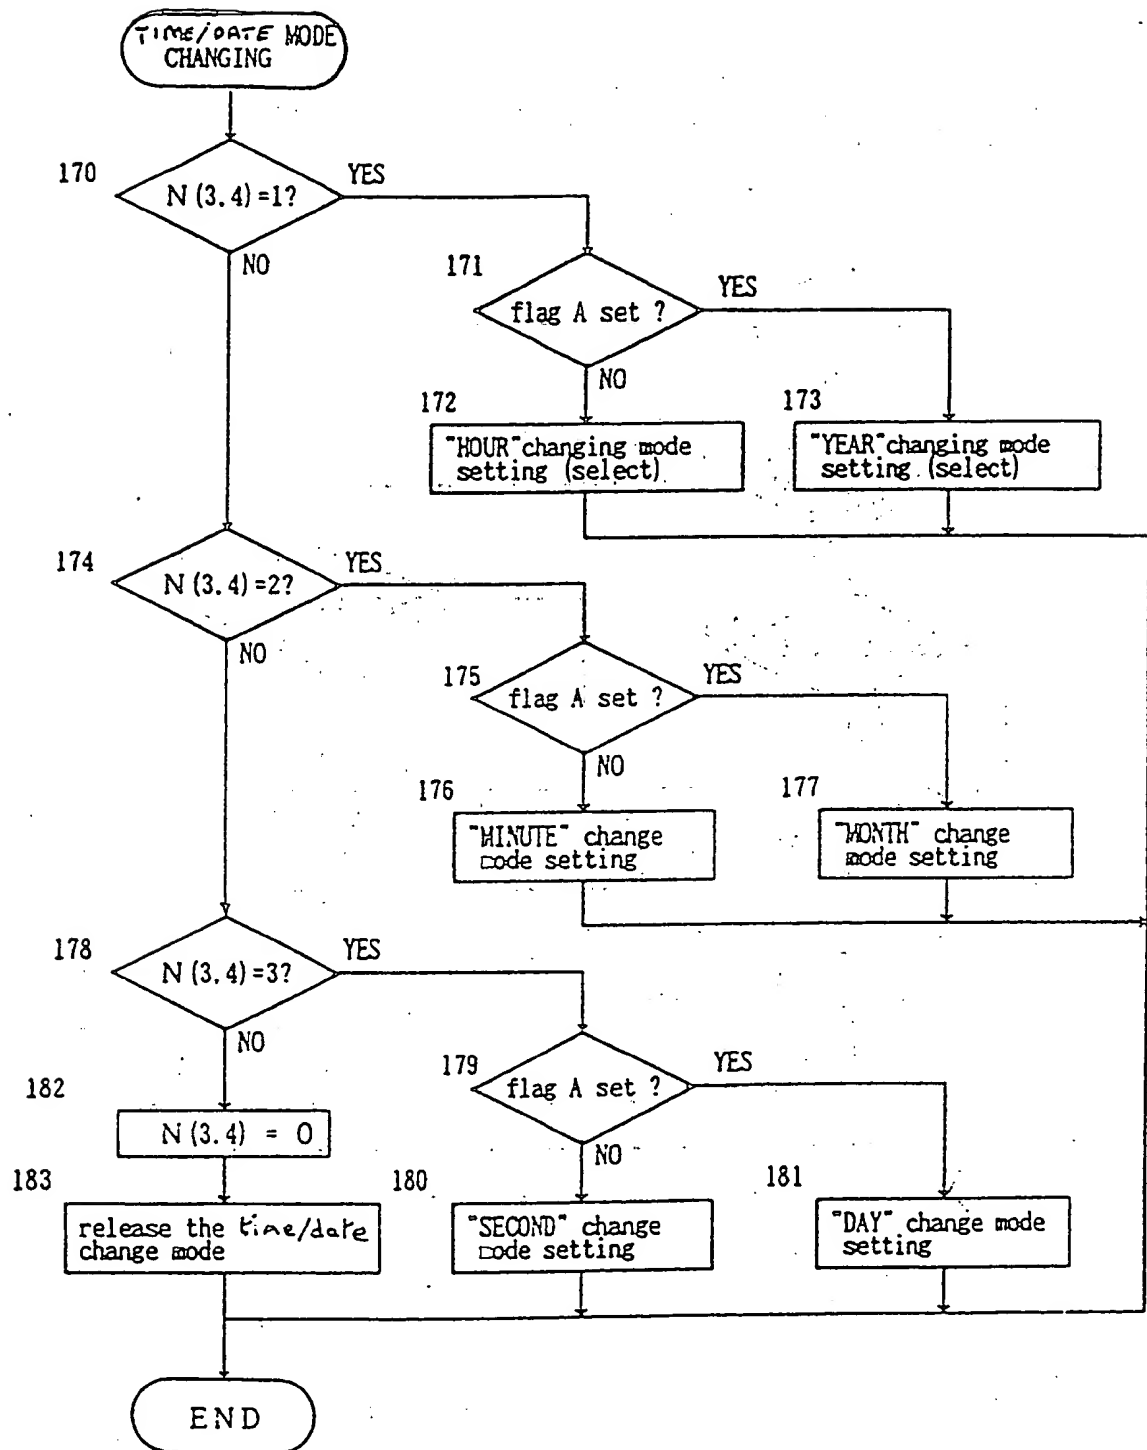 TIME/DATE MODE
CHANGING
170
N(3.4)=1?
YES
NO
171
flag A set ?
YES
NO
172
"HOUR"changing mode
setting (select)
173
"YEAR"changing mode
setting (select)
174
N(3.4)=2?
YES
NO
175
flag A set ?
YES
NO
176
"MINUTE" change
mode setting
177
"MONTH" change
mode setting
178
N(3.4)=3?
YES
NO
179
flag A set ?
YES
NO
180
"SECOND" change
mode setting
181
"DAY" change mode
setting
182
N(3.4) = 0
183
release the time/date
change mode
END